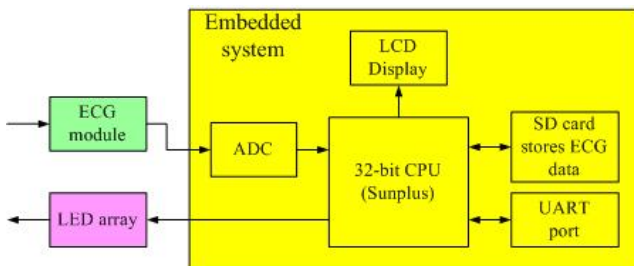 Embedded
system
LCD
Display
ECG
module
ADC
32-bit CPU
(Sunplus)
SD card
stores ECG
data
LED array
UART
port